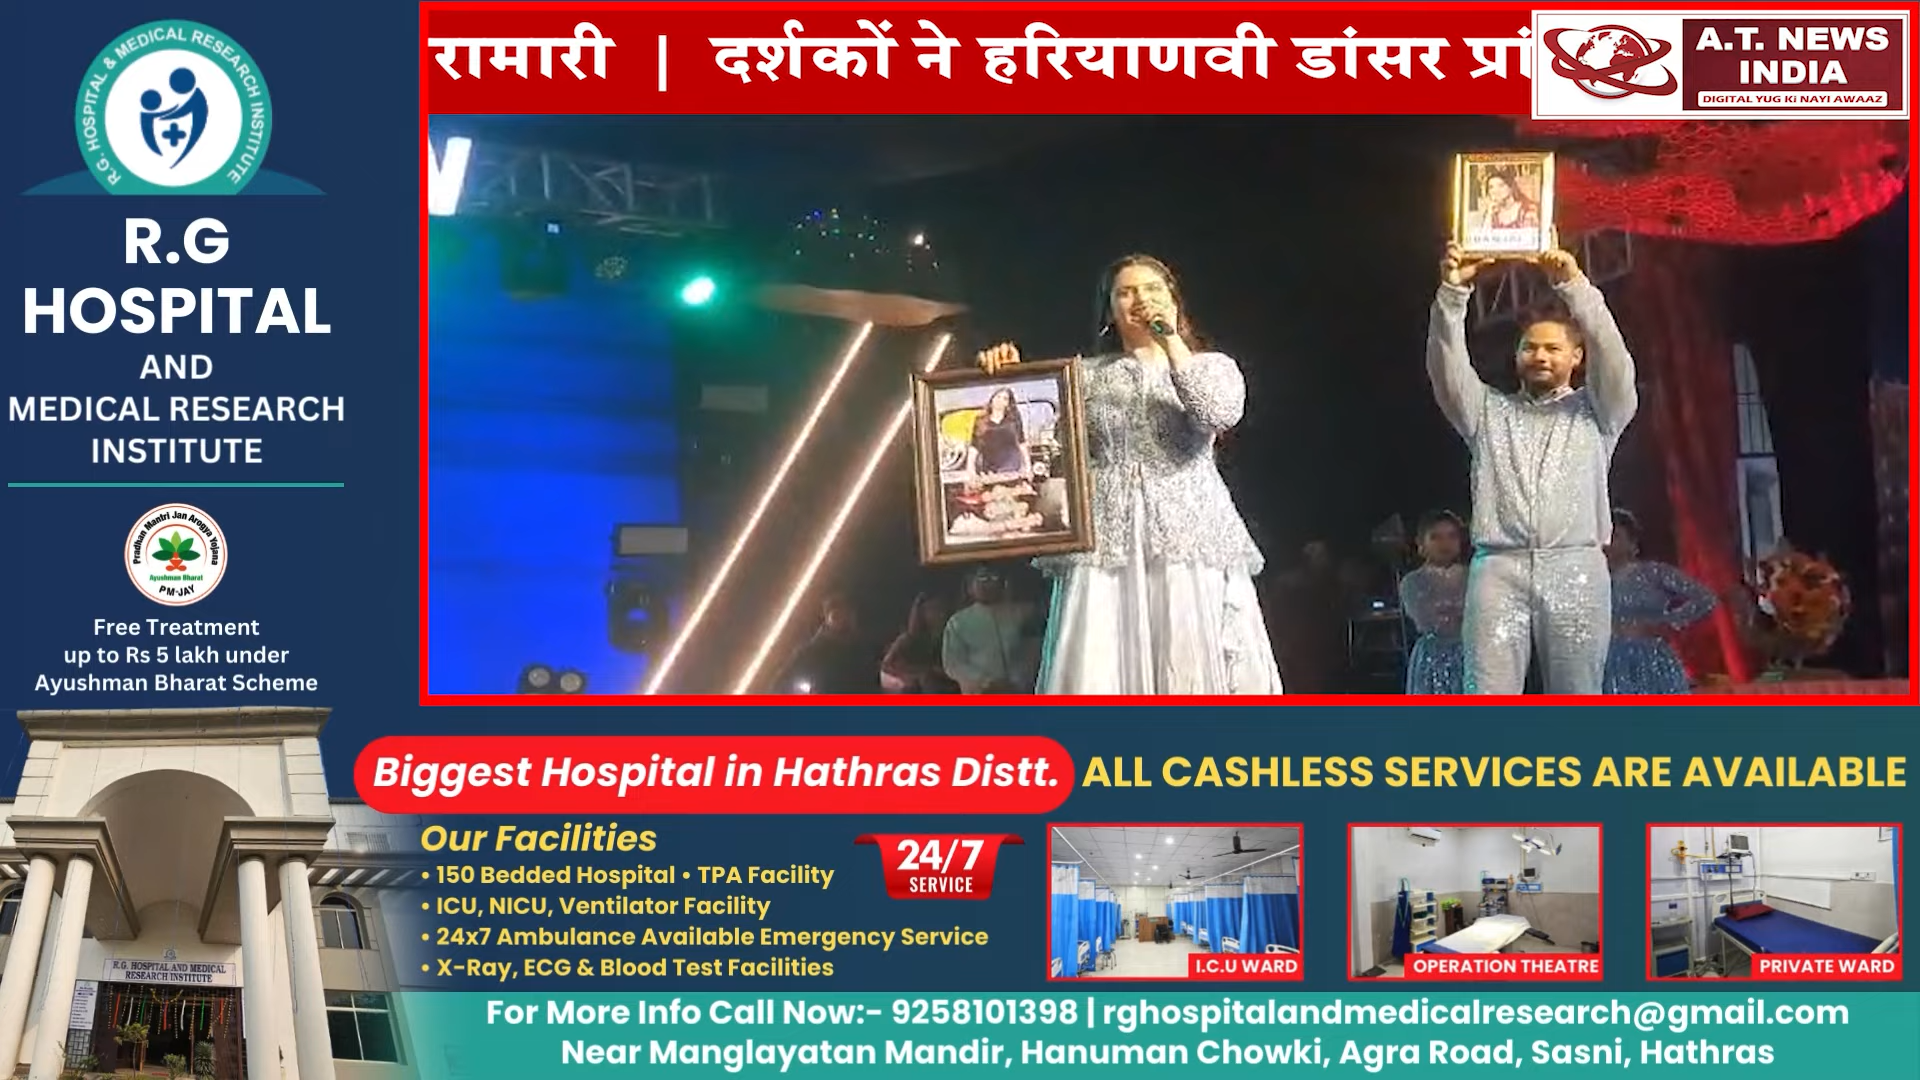 R.G. HOSPITAL & MEDICAL RESEARCH INSTITUTE
R.G
HOSPITAL
AND
MEDICAL RESEARCH
INSTITUTE
Pradhan Mantri Jan Arogya Yojana
Ayushman Bharat
PM-JAY
Free Treatment
up to Rs 5 lakh under
Ayushman Bharat Scheme
R.G. HOSPITAL AND MEDICAL
RESEARCH INSTITUTE
रामारी | दर्शकों ने हरियाणवी डांसर प्रां
A.T. NEWS
INDIA
DIGITAL YUG Ki NAYI AWAAZ
Biggest Hospital in Hathras Distt.
ALL CASHLESS SERVICES ARE AVAILABLE
Our Facilities
• 150 Bedded Hospital • TPA Facility
• ICU, NICU, Ventilator Facility
• 24x7 Ambulance Available Emergency Service
• X-Ray, ECG & Blood Test Facilities
24/7
SERVICE
I.C.U WARD
OPERATION THEATRE
PRIVATE WARD
For More Info Call Now:- 9258101398 | rghospitalandmedicalresearch@gmail.com
Near Manglayatan Mandir, Hanuman Chowki, Agra Road, Sasni, Hathras